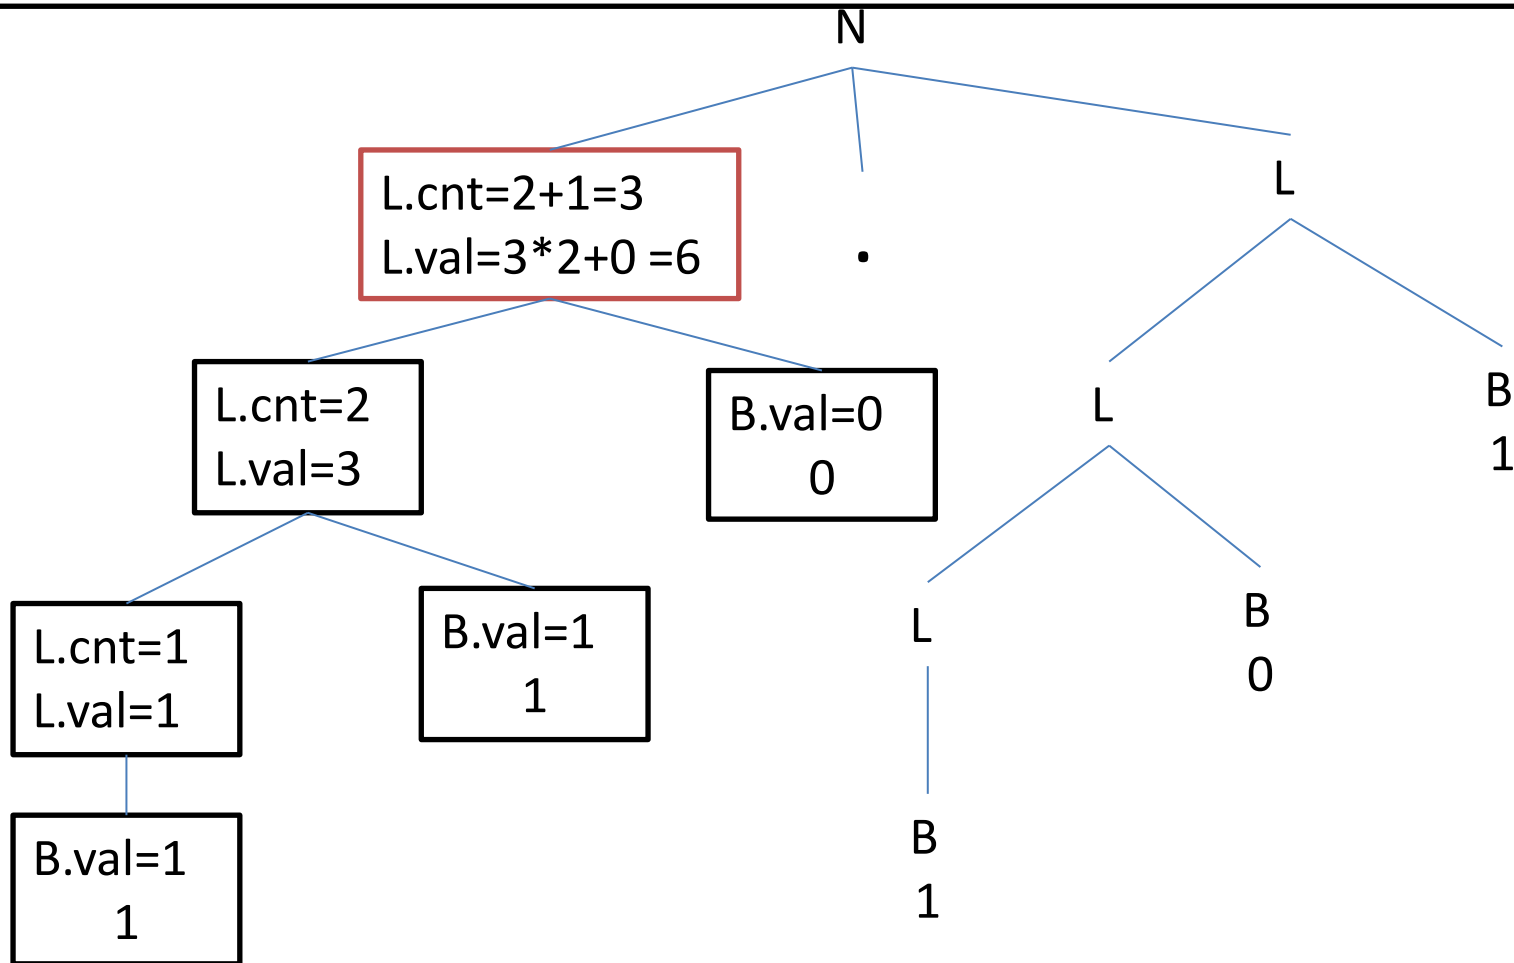 N
L.cnt=2+1=3
L.val=3*2+0 =6
.
L
L.cnt=2
L.val=3
B.val=0
0
L
B
1
L.cnt=1
L.val=1
B.val=1
1
L
B
0
B.val=1
1
B
1